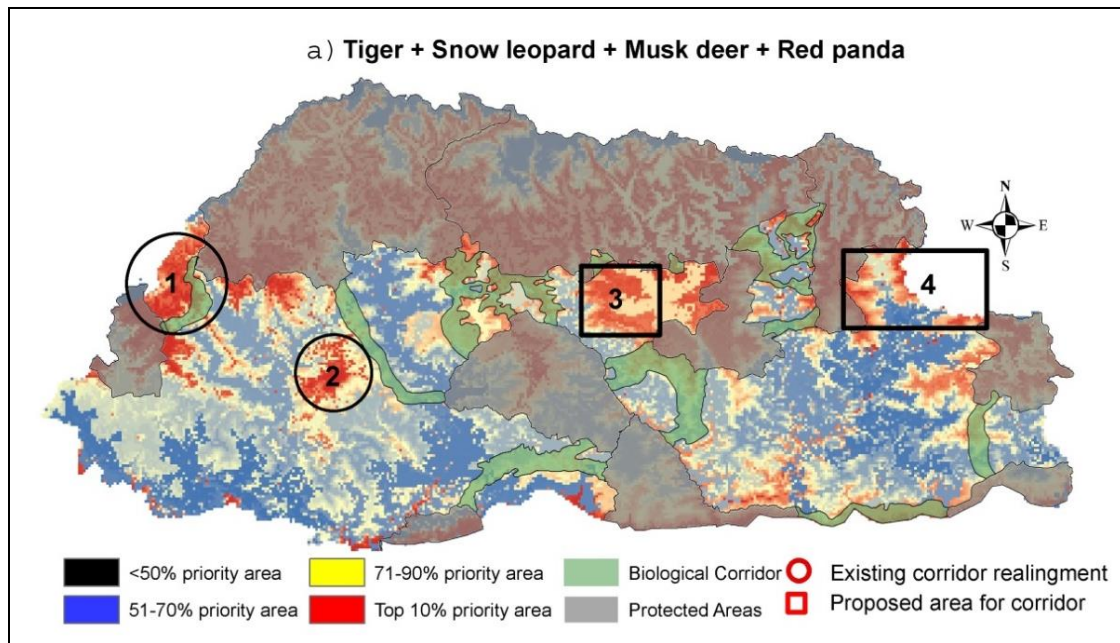 a) Tiger + Snow leopard + Musk deer + Red panda
N
W E
S
1
2
3
4
<50% priority area
71-90% priority area
Biological Corridor
Existing corridor realingment
51-70% priority area
Top 10% priority area
Protected Areas
Proposed area for corridor